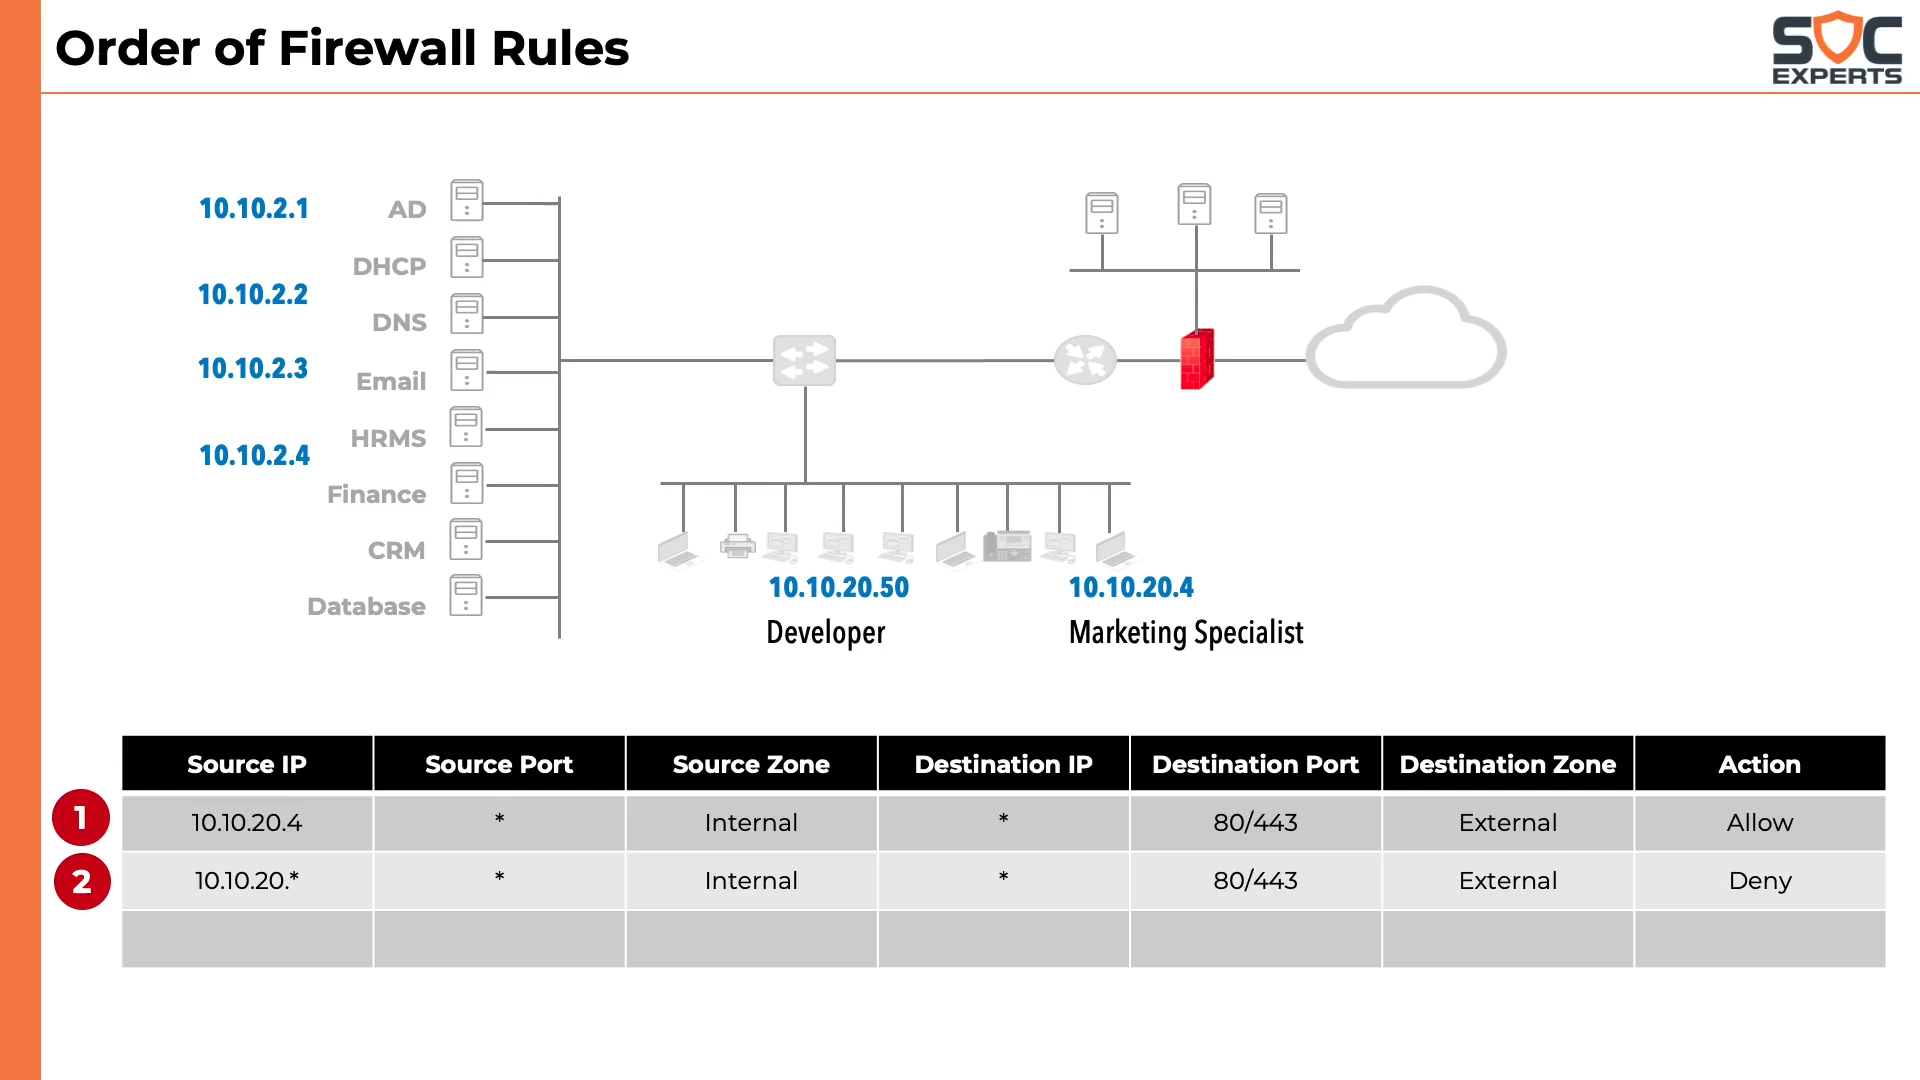 Order of Firewall Rules
SOC
EXPERTS
10.10.2.1
AD
DHCP
10.10.2.2
DNS
10.10.2.3
Email
HRMS
10.10.2.4
Finance
CRM
Database
10.10.20.50
Developer
10.10.20.4
Marketing Specialist
Source IP Source Port Source Zone Destination IP Destination Port Destination Zone Action
1 10.10.20.4 * Internal * 80/443 External Allow
2 10.10.20.* * Internal * 80/443 External Deny